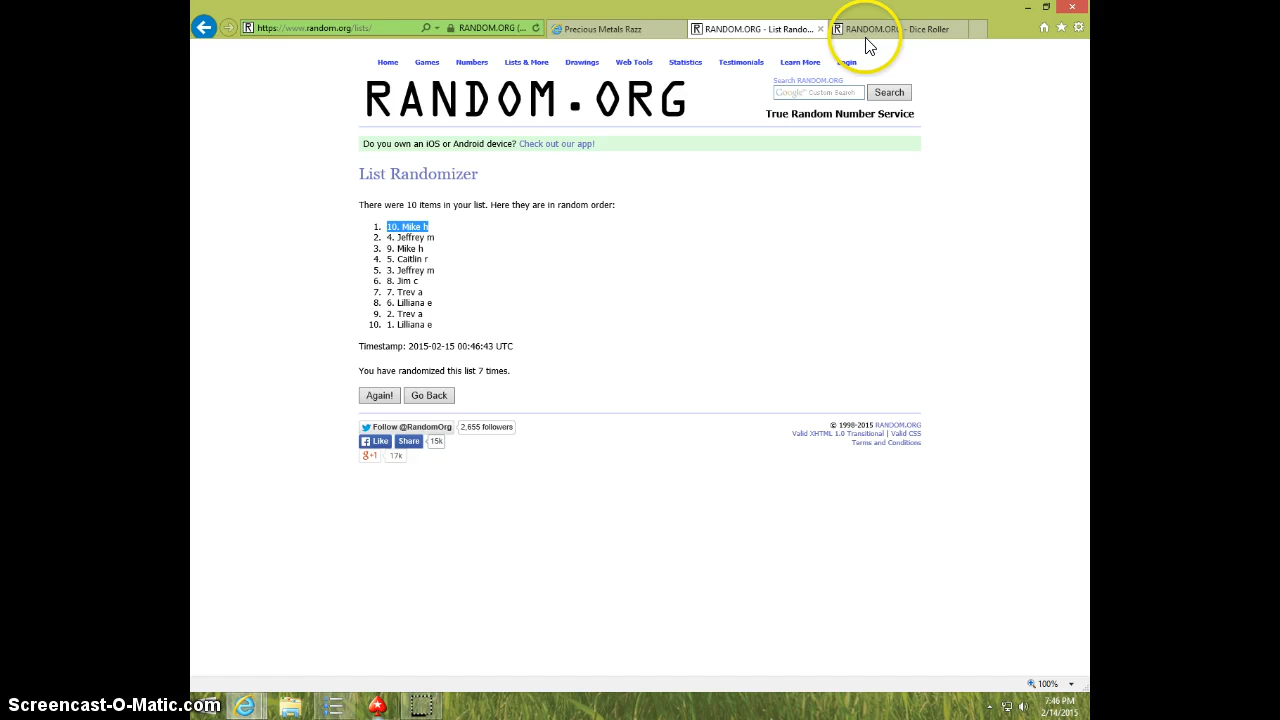 https://www.random.org/lists/
RANDOM.ORG (...
Precious Metals Razz
RANDOM.ORG - List Rando...
RANDOM.ORG - Dice Roller
Home Games Numbers Lists & More Drawings Web Tools Statistics Testimonials Learn More Login
RANDOM.ORG
Search RANDOM.ORG
Google™ Custom Search
Search
True Random Number Service
Do you own an iOS or Android device? Check out our app!
List Randomizer
There were 10 items in your list. Here they are in random order:
1. 10. Mike h
2. 4. Jeffrey m
3. 9. Mike h
4. 5. Caitlin r
5. 3. Jeffrey m
6. 8. Jim c
7. 7. Trev a
8. 6. Lilliana e
9. 2. Trev a
10. 1. Lilliana e
Timestamp: 2015-02-15 00:46:43 UTC
You have randomized this list 7 times.
Again! Go Back
Follow @RandomOrg 2,655 followers
Like Share 15k
g+1 17k
© 1998-2015 RANDOM.ORG
Valid XHTML 1.0 Transitional | Valid CSS
Terms and Conditions
100%
7:46 PM
2/14/2015
Screencast-O-Matic.com